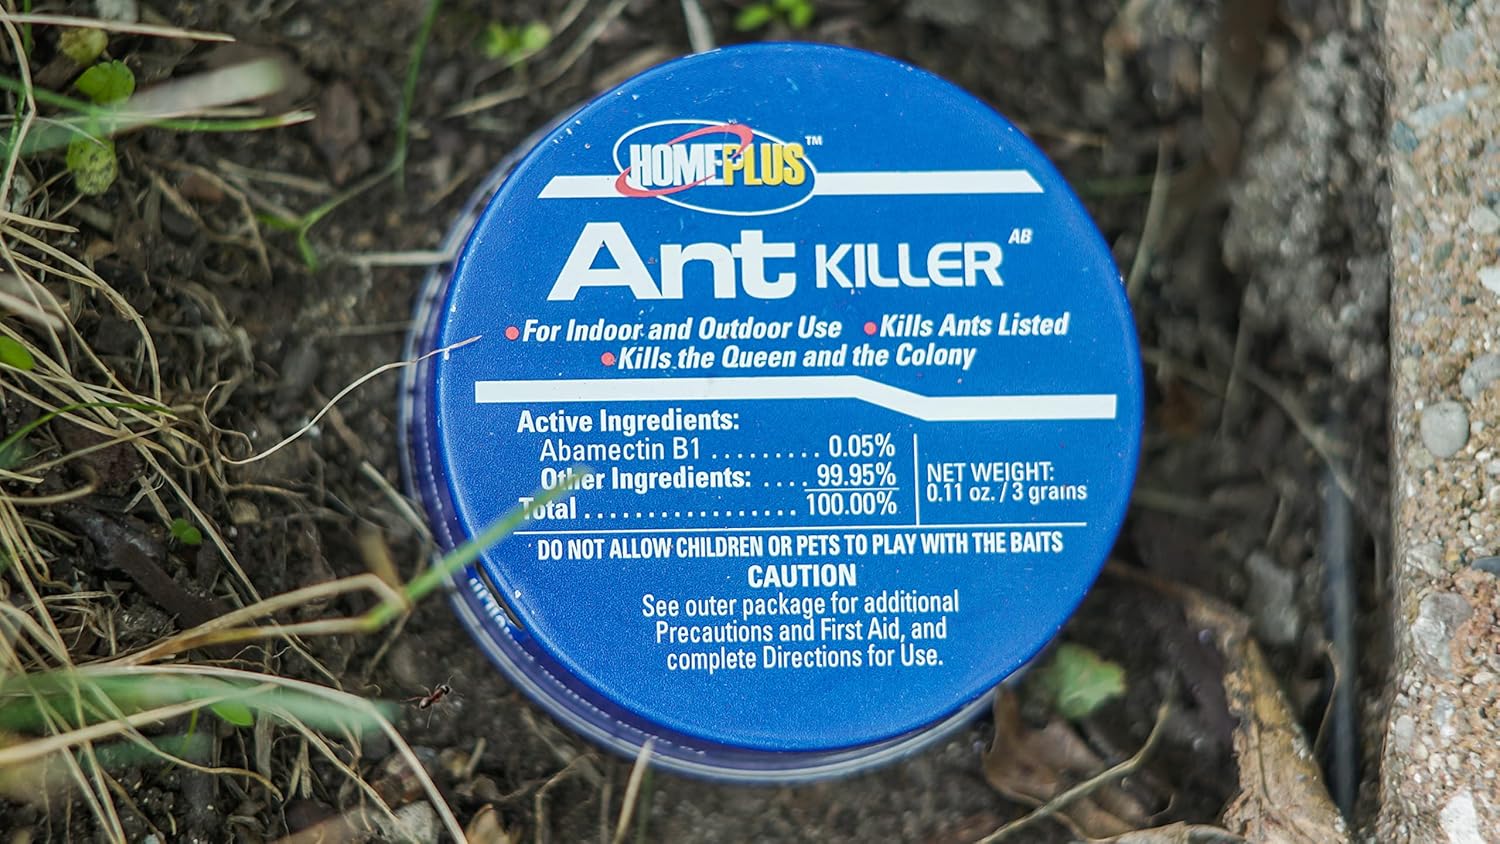 HOMEPLUS™
Ant KILLER AB
• For Indoor and Outdoor Use • Kills Ants Listed
• Kills the Queen and the Colony
Active Ingredients:
Abamectin B1 ......... 0.05%
Other Ingredients: .... 99.95%
Total ................. 100.00%
NET WEIGHT:
0.11 oz. / 3 grains
DO NOT ALLOW CHILDREN OR PETS TO PLAY WITH THE BAITS
CAUTION
See outer package for additional
Precautions and First Aid, and
complete Directions for Use.